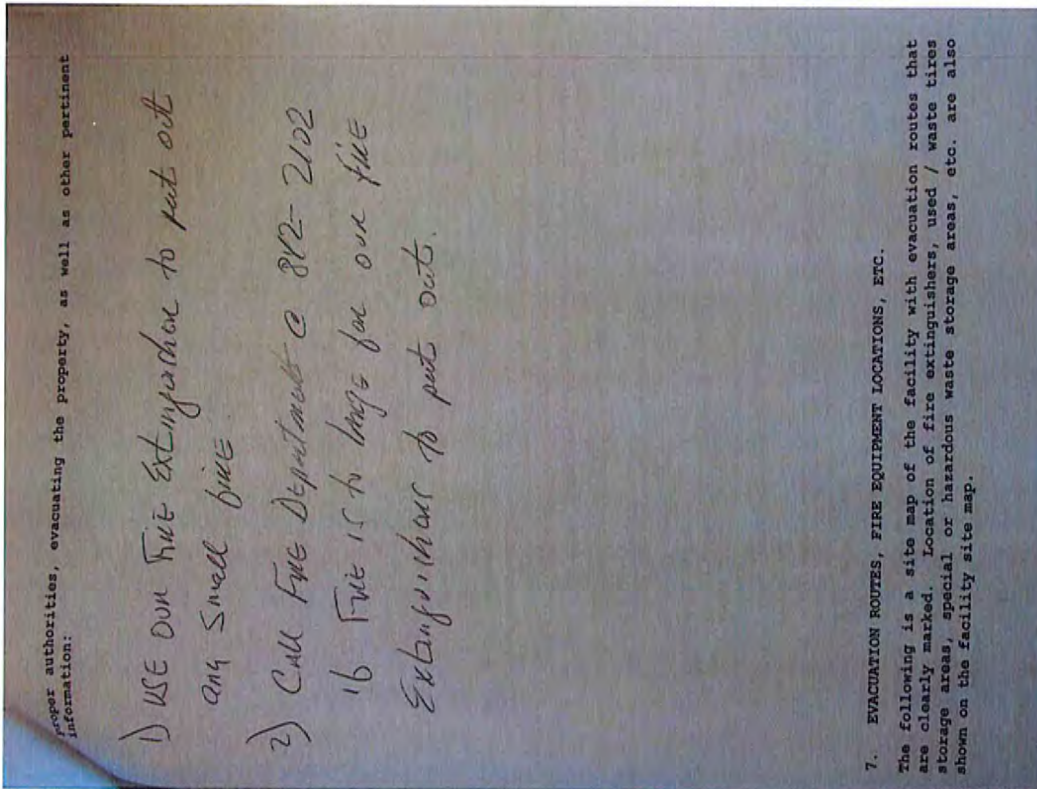 proper authorities, evacuating the property, as well as other pertinent
information:
1) USE OUR FIRE Extinguisher to put out
any small fire
2) Call FIRE Department @ 812-2102
if FIRE is to large for our fire
Extinguisher to put out.
7. EVACUATION ROUTES, FIRE EQUIPMENT LOCATIONS, ETC.
The following is a site map of the facility with evacuation routes that
are clearly marked. Location of fire extinguishers, used / waste tires
storage areas, special or hazardous waste storage areas, etc. are also
shown on the facility site map.